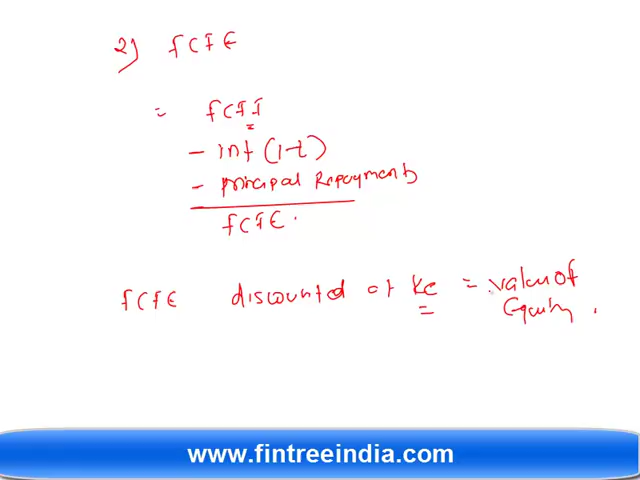 2) FCFE
= FCFF
- int (1-t)
- principal Repayments
FCFE.
FCFE discounted at Ke = value of
Equity.
www.fintreeindia.com